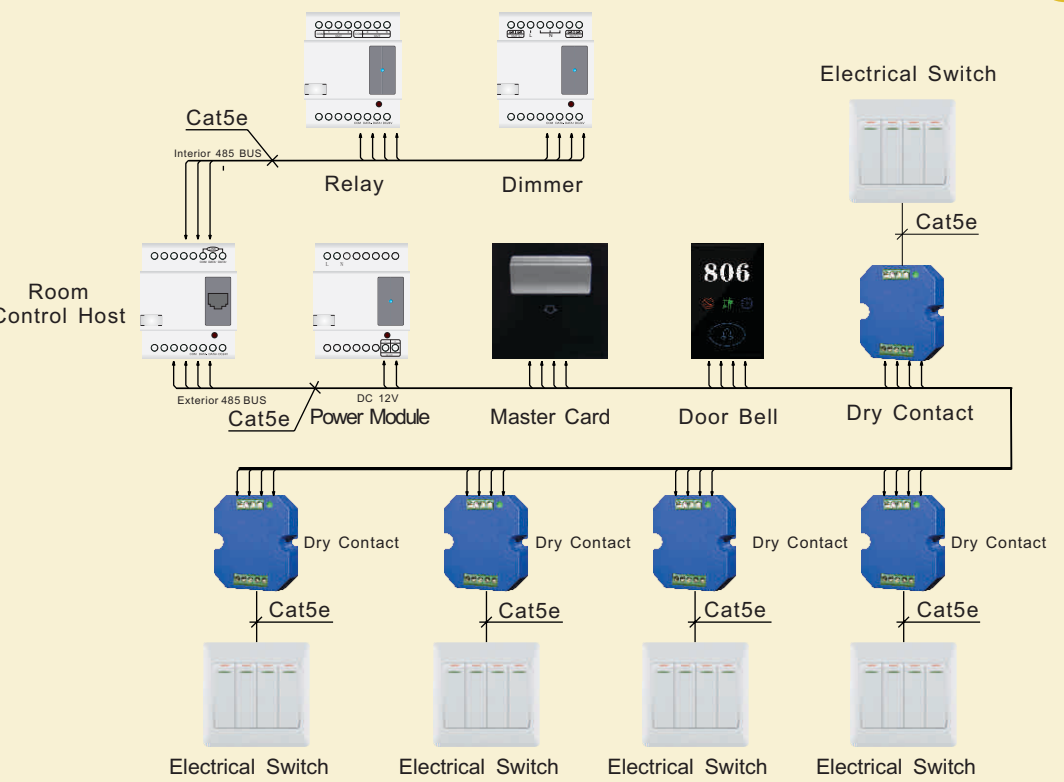 Electrical Switch
Cat5e
Interior 485 BUS
Relay
Dimmer
Cat5e
L N
L N
Room
Control Host
806
Exterior 485 BUS
Cat5e
DC 12V
Power Module
Master Card
Door Bell
Dry Contact
Dry Contact
Dry Contact
Dry Contact
Dry Contact
Cat5e
Cat5e
Cat5e
Cat5e
Electrical Switch
Electrical Switch
Electrical Switch
Electrical Switch